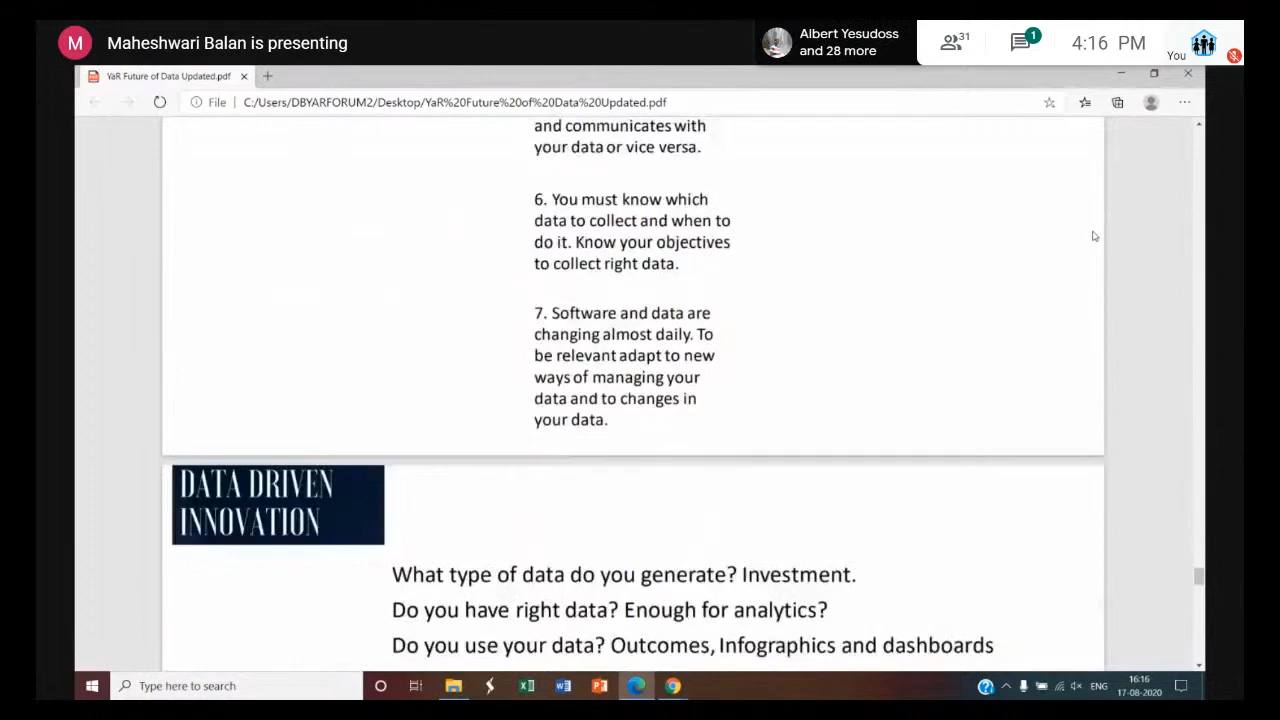 M
Maheshwari Balan is presenting
Albert Yesudoss
and 28 more
31
1
4:16 PM
You
YaR Future of Data Updated.pdf
File
C:/Users/DBYARFORUM2/Desktop/YaR%20Future%20of%20Data%20Updated.pdf
and communicates with
your data or vice versa.
6. You must know which
data to collect and when to
do it. Know your objectives
to collect right data.
7. Software and data are
changing almost daily. To
be relevant adapt to new
ways of managing your
data and to changes in
your data.
DATA DRIVEN
INNOVATION
What type of data do you generate? Investment.
Do you have right data? Enough for analytics?
Do you use your data? Outcomes, Infographics and dashboards
Type here to search
ENG
16:16
17-08-2020